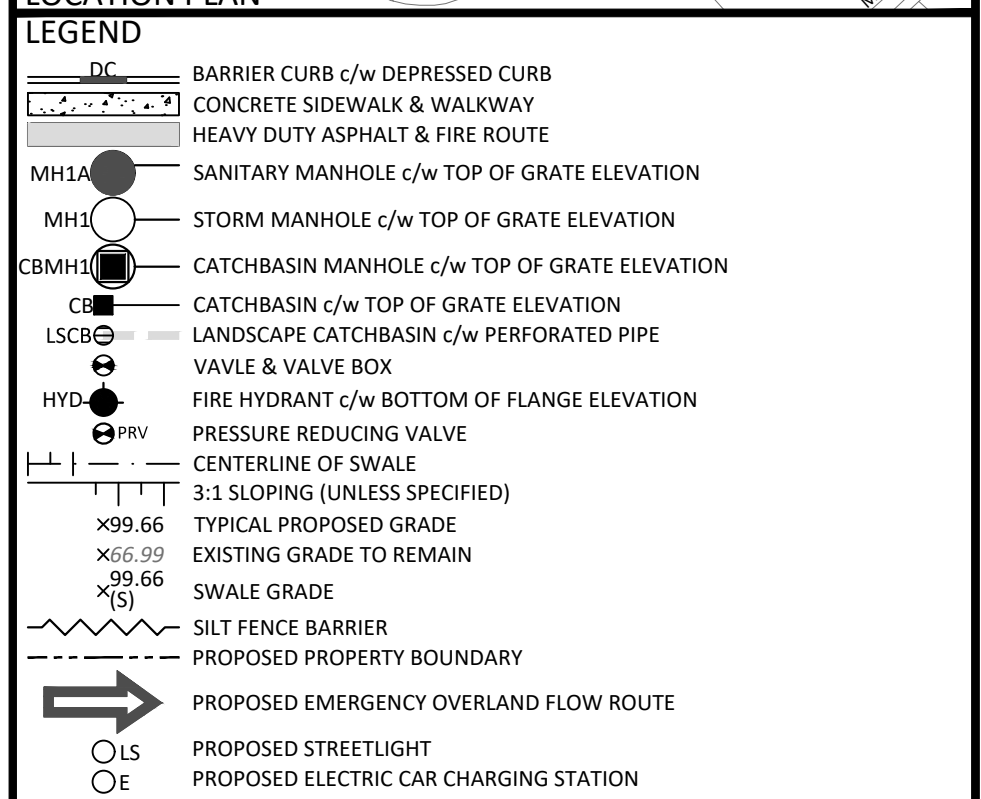 LOCATION PLAN
LEGEND
DC BARRIER CURB c/w DEPRESSED CURB
CONCRETE SIDEWALK & WALKWAY
HEAVY DUTY ASPHALT & FIRE ROUTE
MH1A SANITARY MANHOLE c/w TOP OF GRATE ELEVATION
MH1 STORM MANHOLE c/w TOP OF GRATE ELEVATION
CBMH1 CATCHBASIN MANHOLE c/w TOP OF GRATE ELEVATION
CB CATCHBASIN c/w TOP OF GRATE ELEVATION
LSCB LANDSCAPE CATCHBASIN c/w PERFORATED PIPE
VAVLE & VALVE BOX
HYD FIRE HYDRANT c/w BOTTOM OF FLANGE ELEVATION
PRV PRESSURE REDUCING VALVE
CENTERLINE OF SWALE
3:1 SLOPING (UNLESS SPECIFIED)
×99.66 TYPICAL PROPOSED GRADE
×66.99 EXISTING GRADE TO REMAIN
×99.66 (S) SWALE GRADE
SILT FENCE BARRIER
PROPOSED PROPERTY BOUNDARY
PROPOSED EMERGENCY OVERLAND FLOW ROUTE
LS PROPOSED STREETLIGHT
E PROPOSED ELECTRIC CAR CHARGING STATION